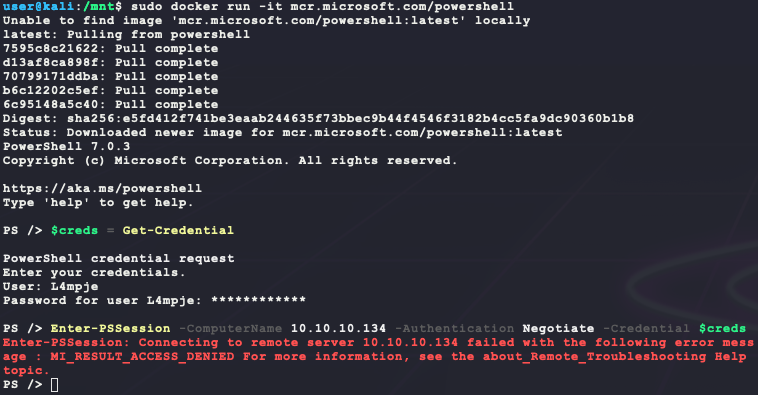 user@kali:/mnt$ sudo docker run -it mcr.microsoft.com/powershell
Unable to find image 'mcr.microsoft.com/powershell:latest' locally
latest: Pulling from powershell
7595c8c21622: Pull complete
d13af8ca898f: Pull complete
70799171ddba: Pull complete
b6c12202c5ef: Pull complete
6c95148a5c40: Pull complete
Digest: sha256:e5fd412f741be3eaab244635f73bbec9b44f4546f3182b4cc5fa9dc90360b1b8
Status: Downloaded newer image for mcr.microsoft.com/powershell:latest
PowerShell 7.0.3
Copyright (c) Microsoft Corporation. All rights reserved.
https://aka.ms/powershell
Type 'help' to get help.
PS /> $creds = Get-Credential
PowerShell credential request
Enter your credentials.
User: L4mpje
Password for user L4mpje: ************
PS /> Enter-PSSession -ComputerName 10.10.10.134 -Authentication Negotiate -Credential $creds
Enter-PSSession: Connecting to remote server 10.10.10.134 failed with the following error mess
age : MI_RESULT_ACCESS_DENIED For more information, see the about_Remote_Troubleshooting Help
topic.
PS />